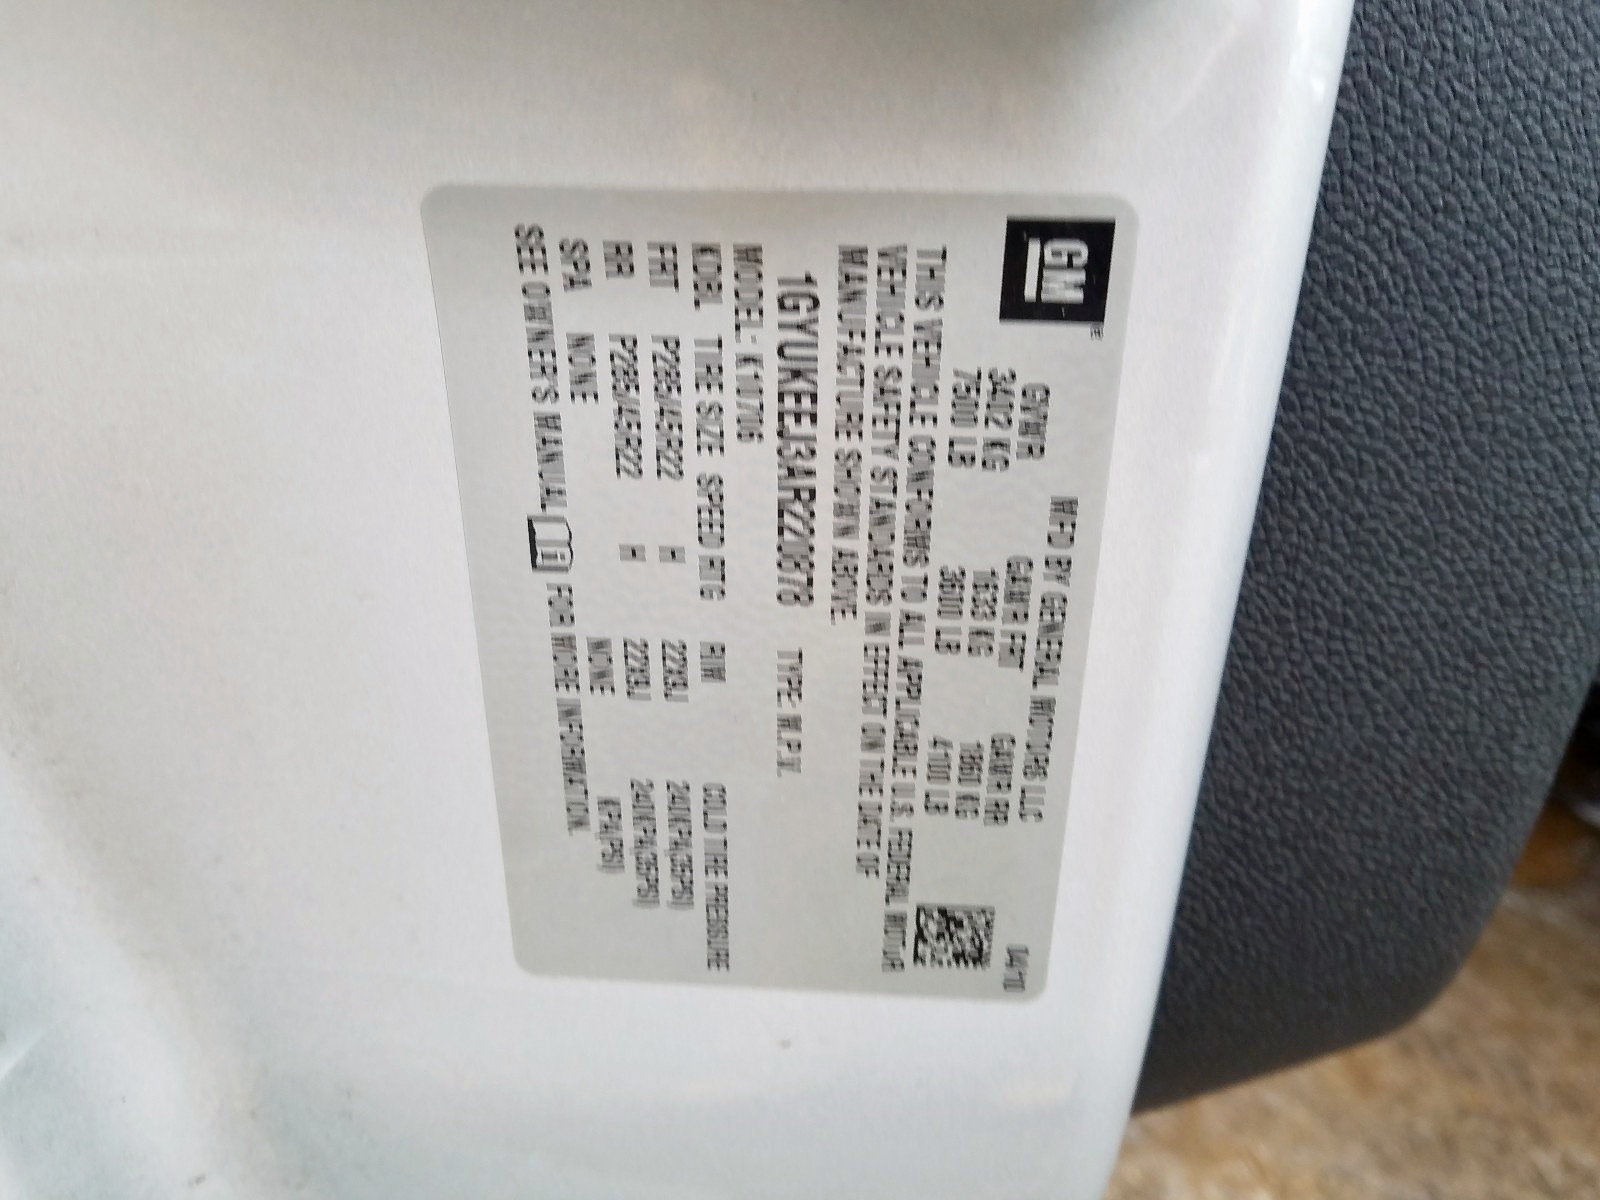 GM
04/10
MFD BY GENERAL MOTORS LLC
GVWR GAWR FRT GAWR RR
3402 KG 1633 KG 1860 KG
7500 LB 3600 LB 4100 LB
THIS VEHICLE CONFORMS TO ALL APPLICABLE U.S. FEDERAL MOTOR
VEHICLE SAFETY STANDARDS IN EFFECT ON THE DATE OF
MANUFACTURE SHOWN ABOVE.
1GYUKEEJ3AR220878 TYPE: M.P.V.
MODEL: K10706
TIRE SIZE SPEED RTG RIM COLD TIRE PRESSURE
FRT P285/45R22 H 22X9J 240KPA(35PSI)
RR P285/45R22 H 22X9J 240KPA(35PSI)
SPA NONE NONE KPA(PSI)
SEE OWNER'S MANUAL FOR MORE INFORMATION.